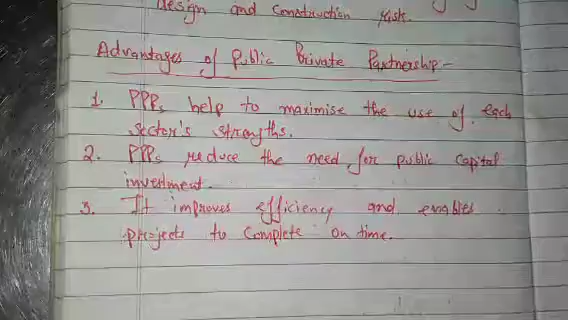 design and Construction risks.
Advantages of Public Private Partnership:-
1. PPPs help to maximise the use of each
sector's strengths.
2. PPPs reduce the need for public capital
investment.
3. It improves efficiency and enables
projects to complete on time.